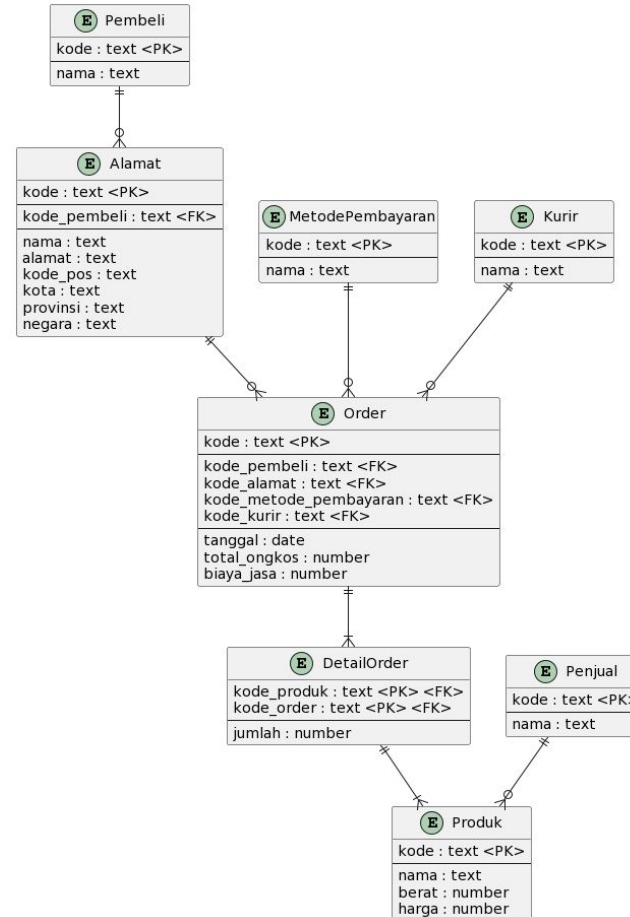 E Pembeli
kode : text <PK>
nama : text
E Alamat
kode : text <PK>
kode_pembeli : text <FK>
nama : text
alamat : text
kode_pos : text
kota : text
provinsi : text
negara : text
E MetodePembayaran
kode : text <PK>
nama : text
E Kurir
kode : text <PK>
nama : text
E Order
kode : text <PK>
kode_pembeli : text <FK>
kode_alamat : text <FK>
kode_metode_pembayaran : text <FK>
kode_kurir : text <FK>
tanggal : date
total_ongkos : number
biaya_jasa : number
E DetailOrder
kode_produk : text <PK> <FK>
kode_order : text <PK> <FK>
jumlah : number
E Penjual
kode : text <PK>
nama : text
E Produk
kode : text <PK>
nama : text
berat : number
harga : number